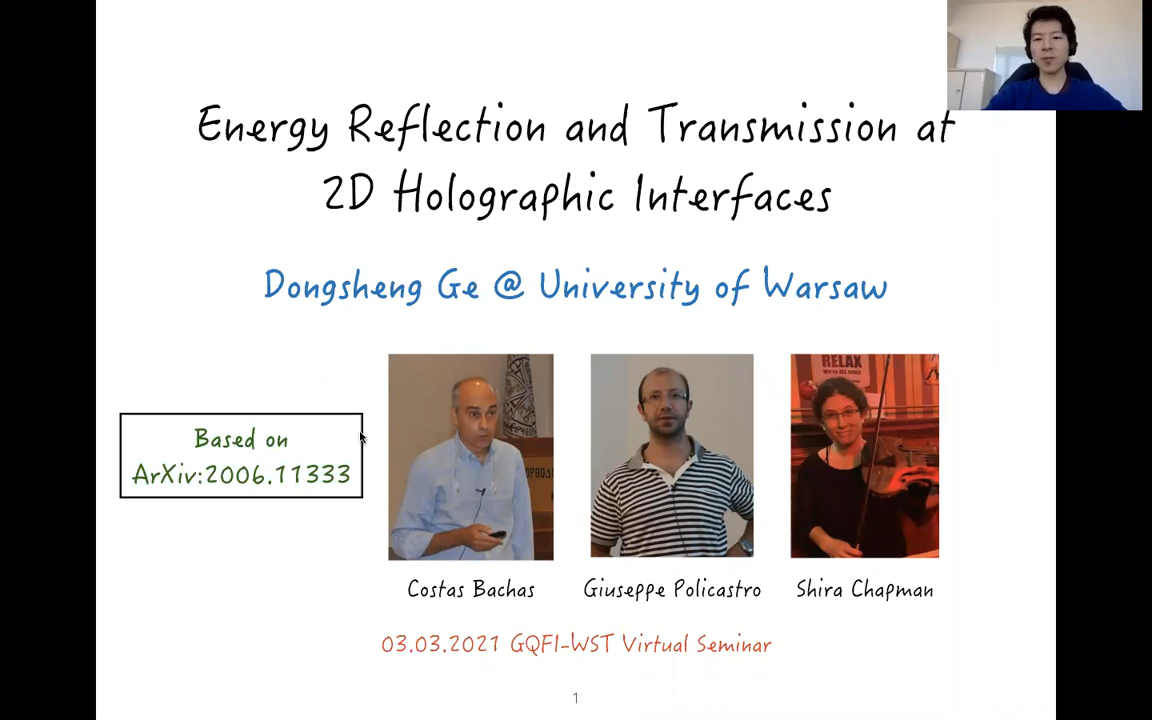 Energy Reflection and Transmission at
2D Holographic Interfaces
Dongsheng Ge @ University of Warsaw
Based on
ArXiv:2006.11333
RELAX
Costas Bachas
Giuseppe Policastro
Shira Chapman
03.03.2021 GQFI-WST Virtual Seminar
1